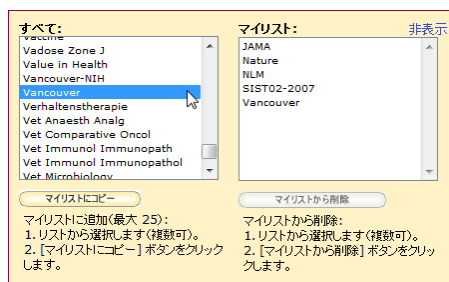 すべて:
Vaccine
Vadose Zone J
Value in Health
Vancouver-NIH
Vancouver
Verhaltenstherapie
Vet Anaesth Analg
Vet Comparative Oncol
Vet Immunol Immunopath
Vet Immunol Immunopathol
Vet Microbiology
マイリストにコピー
マイリストに追加(最大 25):
1. リストから選択します(複数可)。
2. [マイリストにコピー] ボタンをクリック
します。
マイリスト:
非表示
JAMA
Nature
NLM
SIST02-2007
Vancouver
マイリストから削除
マイリストから削除:
1. リストから選択します(複数可)。
2. [マイリストから削除] ボタンをクリッ
クします。